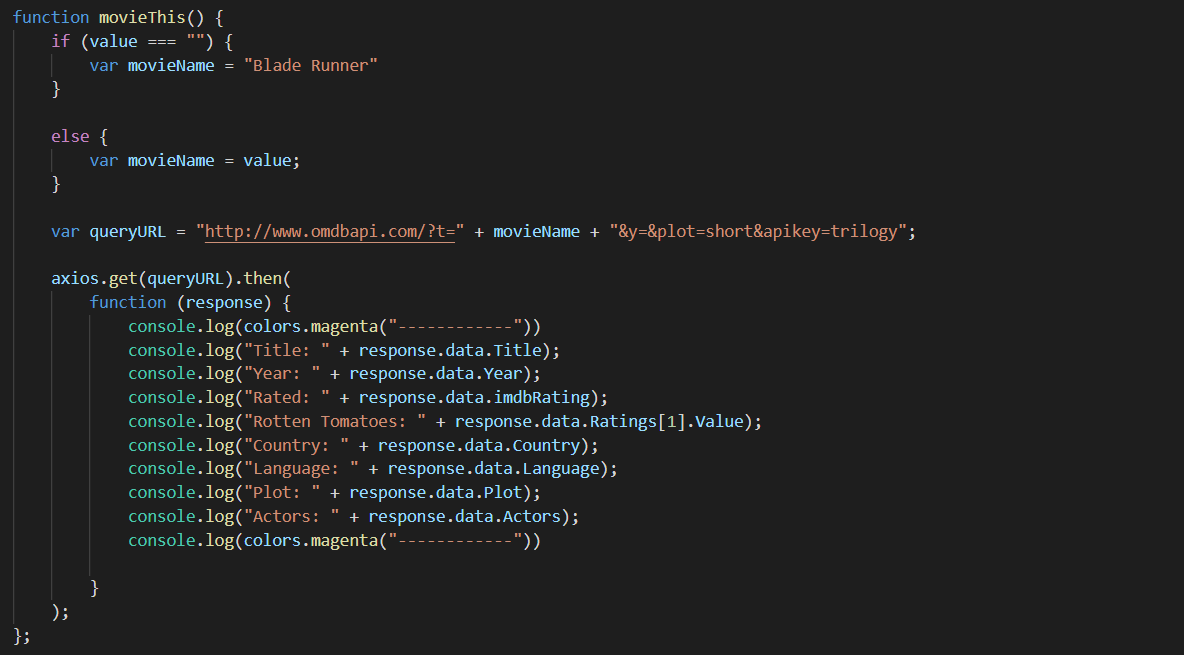 function movieThis() {
    if (value === "") {
        var movieName = "Blade Runner"
    }

    else {
        var movieName = value;
    }

    var queryURL = "http://www.omdbapi.com/?t=" + movieName + "&y=&plot=short&apikey=trilogy";

    axios.get(queryURL).then(
        function (response) {
            console.log(colors.magenta("------------"))
            console.log("Title: " + response.data.Title);
            console.log("Year: " + response.data.Year);
            console.log("Rated: " + response.data.imdbRating);
            console.log("Rotten Tomatoes: " + response.data.Ratings[1].Value);
            console.log("Country: " + response.data.Country);
            console.log("Language: " + response.data.Language);
            console.log("Plot: " + response.data.Plot);
            console.log("Actors: " + response.data.Actors);
            console.log(colors.magenta("------------"))

        }
    );
};